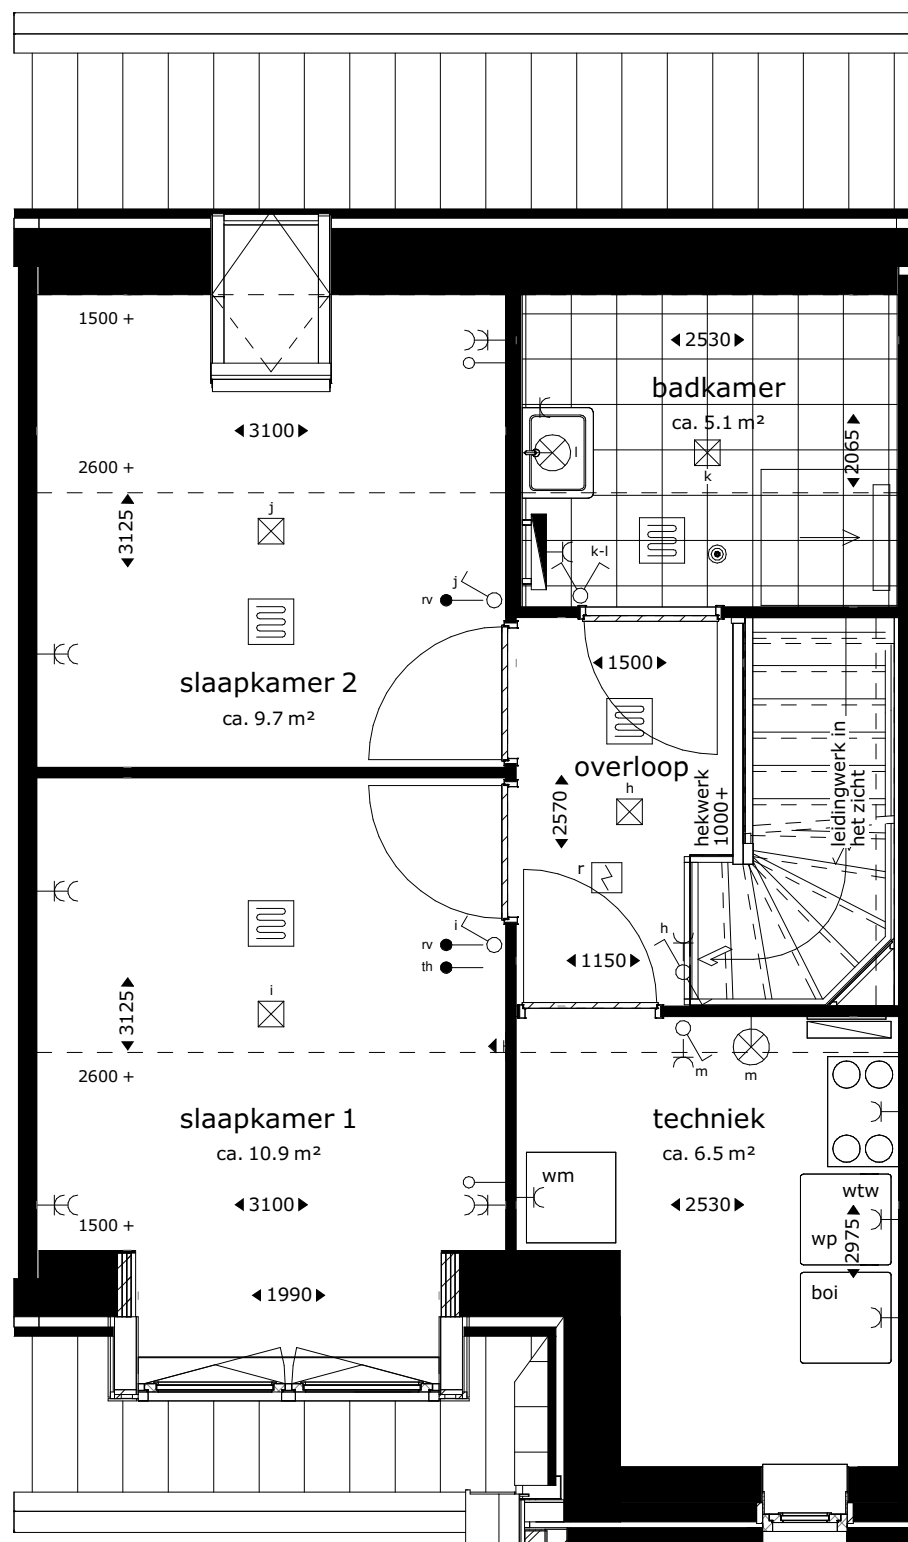 1500 +
2530
badkamer
ca. 5.1 m²
3100
2065
2600 +
l
k
3125
j
k-l
j
rv
1500
slaapkamer 2
ca. 9.7 m²
overloop
h
hekwerk
1000+
leidingwerk in
het zicht
2570
r
i
h
rv
th
1150
i
3125
2600 +
m
m
slaapkamer 1
ca. 10.9 m²
techniek
ca. 6.5 m²
wm
wtw
3100
2530
1500 +
wp
2975
boi
1990